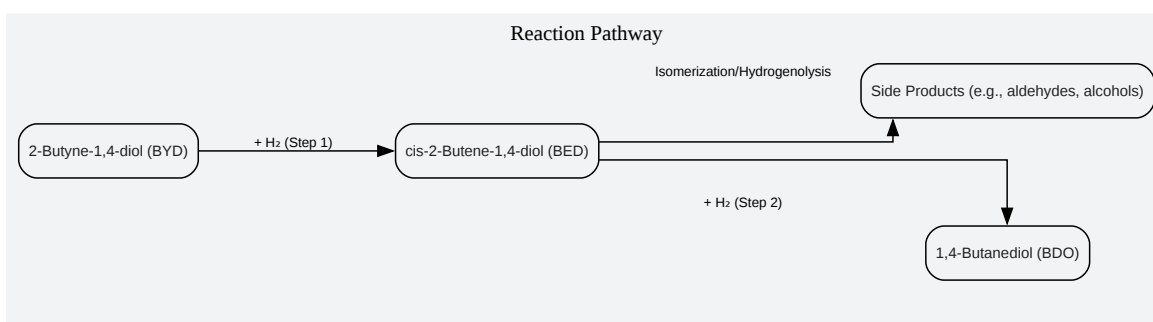 Reaction Pathway
Isomerization/Hydrogenolysis
Side Products (e.g., aldehydes, alcohols)
2-Butyne-1,4-diol (BYD)
+ H₂ (Step 1)
cis-2-Butene-1,4-diol (BED)
+ H₂ (Step 2)
1,4-Butanediol (BDO)